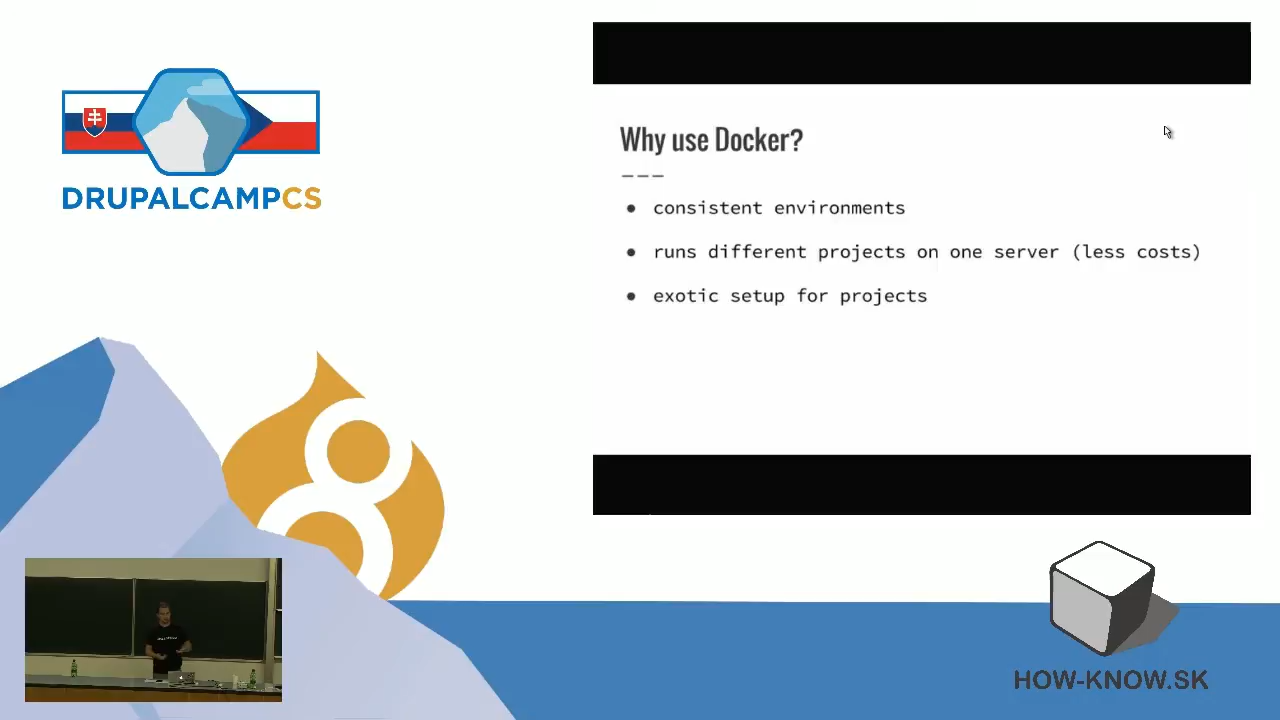 DRUPALCAMPCS
Why use Docker?
---
● consistent environments
● runs different projects on one server (less costs)
● exotic setup for projects
HOW-KNOW.SK